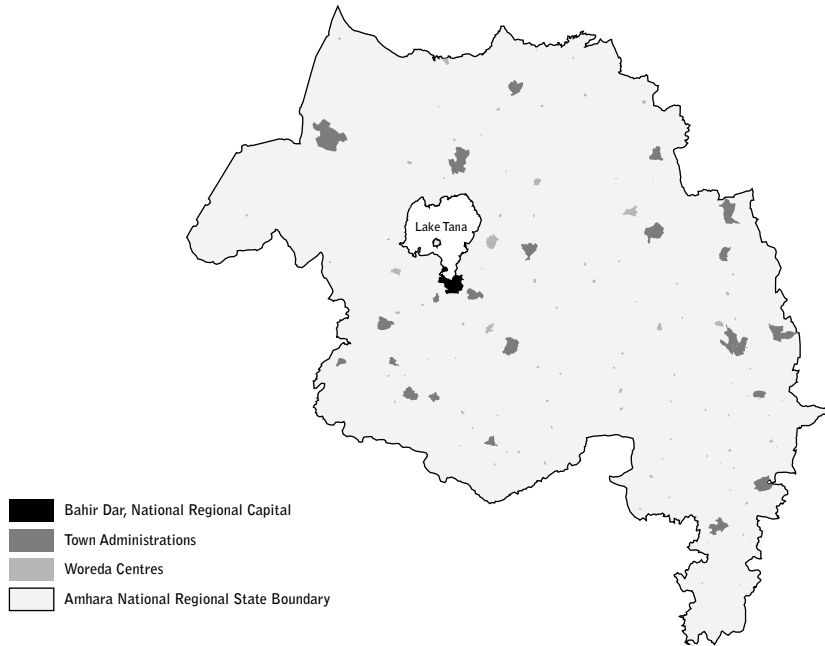 Lake Tana
Bahir Dar, National Regional Capital
Town Administrations
Woreda Centres
Amhara National Regional State Boundary